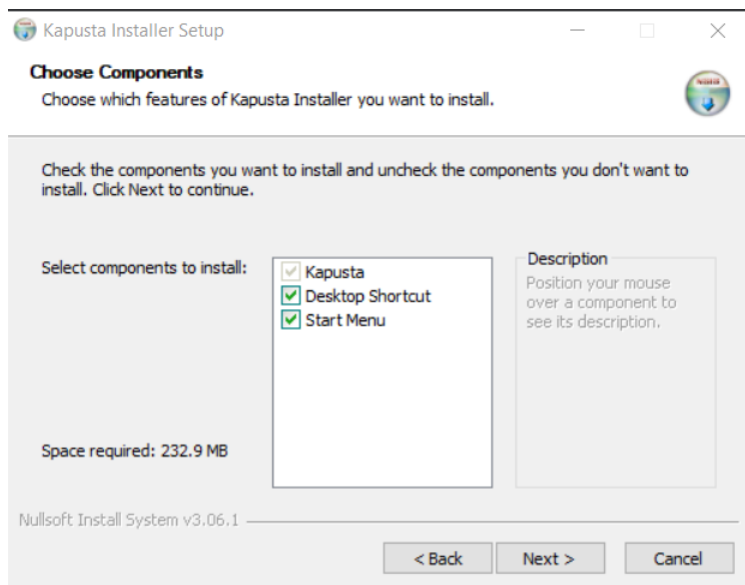 Kapusta Installer Setup
Choose Components
Choose which features of Kapusta Installer you want to install.
Check the components you want to install and uncheck the components you don't want to
install. Click Next to continue.
Select components to install:
Kapusta
Desktop Shortcut
Start Menu
Description
Position your mouse
over a component to
see its description.
Space required: 232.9 MB
Nullsoft Install System v3.06.1
< Back
Next >
Cancel